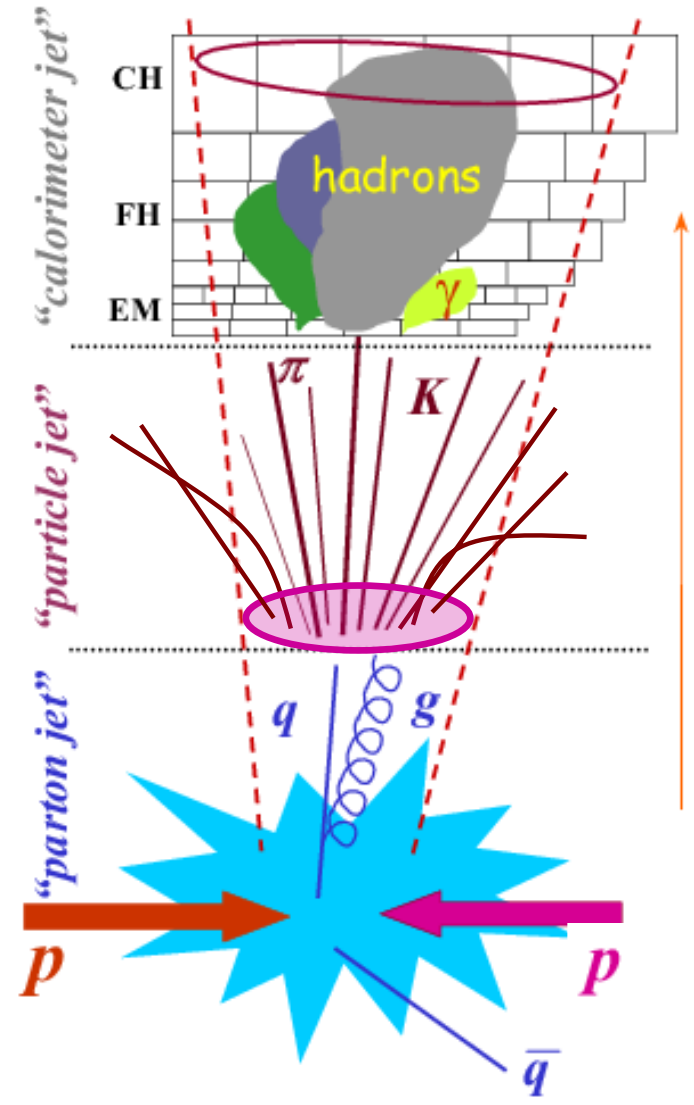 “calorimeter jet”
CH
hadrons
FH
γ
EM
“particle jet”
π
K
“parton jet”
q
g
p
p
q̅